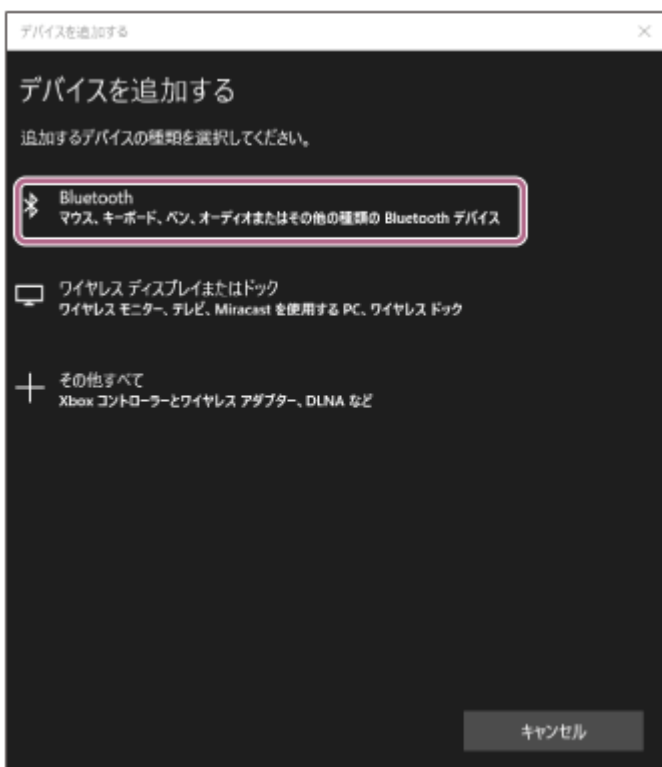 デバイスを追加する
デバイスを追加する
追加するデバイスの種類を選択してください。
Bluetooth
マウス、キーボード、ペン、オーディオまたはその他の種類の Bluetooth デバイス
ワイヤレス ディスプレイまたはドック
ワイヤレス モニター、テレビ、Miracast を使用する PC、ワイヤレス ドック
その他すべて
Xbox コントローラーとワイヤレス アダプター、DLNA など
キャンセル